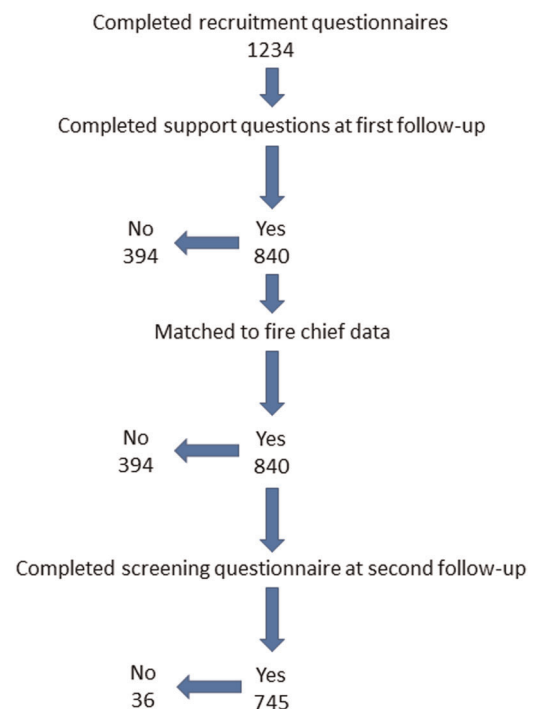 Completed recruitment questionnaires
1234
Completed support questions at first follow-up
No
Yes
394
840
Matched to fire chief data
No
Yes
394
840
Completed screening questionnaire at second follow-up
No
Yes
36
745